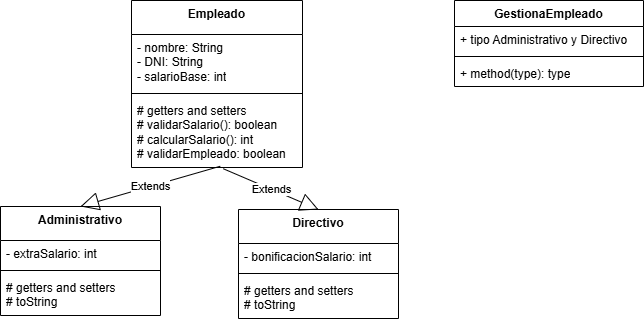 Empleado
- nombre: String
- DNI: String
- salarioBase: int
# getters and setters
# validarSalario(): boolean
# calcularSalario(): int
# validarEmpleado: boolean
GestionaEmpleado
+ tipo Administrativo y Directivo
+ method(type): type
Extends
Extends
Administrativo
- extraSalario: int
# getters and setters
# toString
Directivo
- bonificacionSalario: int
# getters and setters
# toString